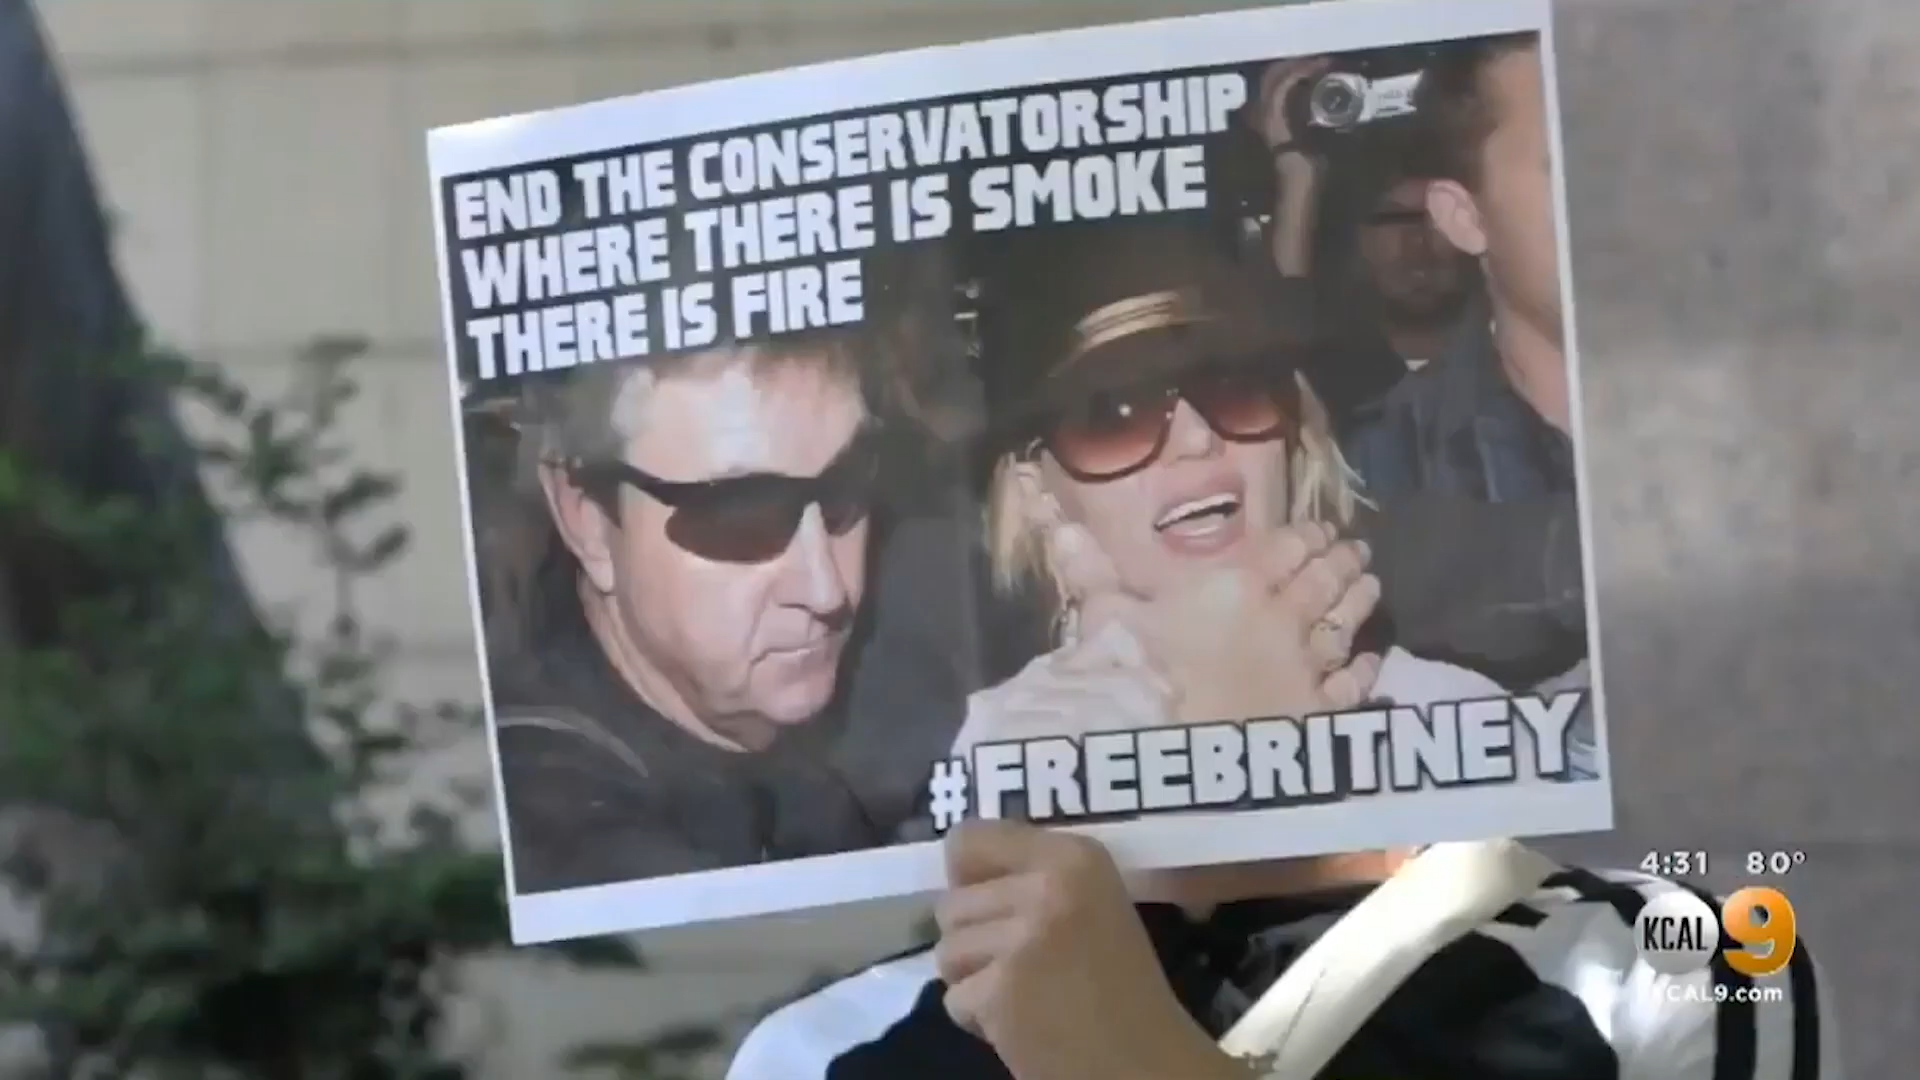 END THE CONSERVATORSHIP
WHERE THERE IS SMOKE
THERE IS FIRE
#FREEBRITNEY
4:31 80°
KCAL 9
KCAL9.com